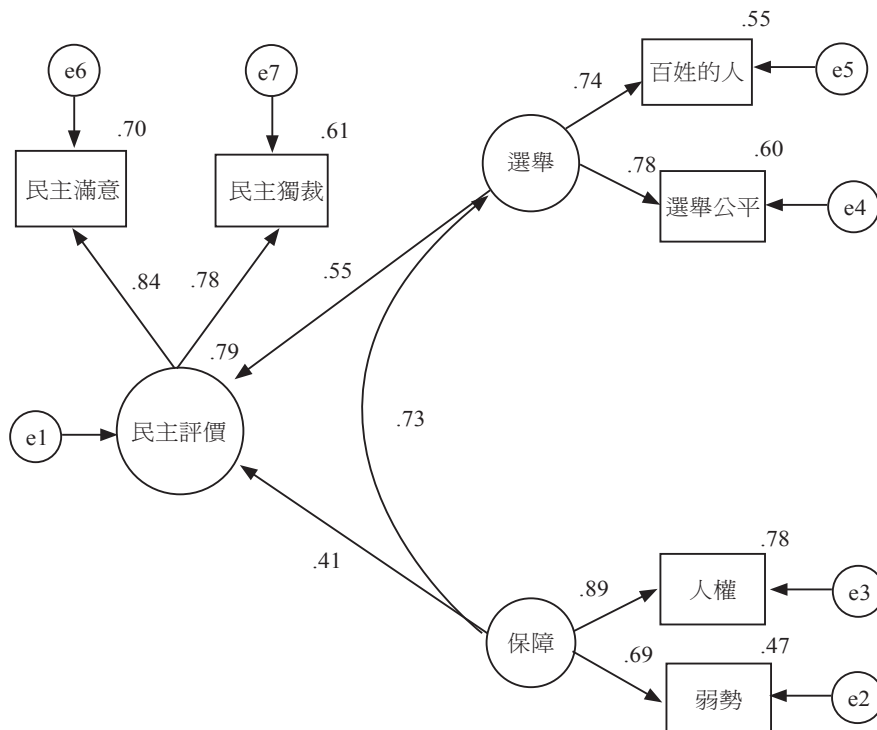 .55
e6
e7
百姓的人
e5
.74
.70
.61
選舉
.60
民主滿意
民主獨裁
.78
選舉公平
e4
.84
.78
.55
.79
e1
民主評價
.73
.41
.78
.89
人權
e3
保障
.69
.47
弱勢
e2